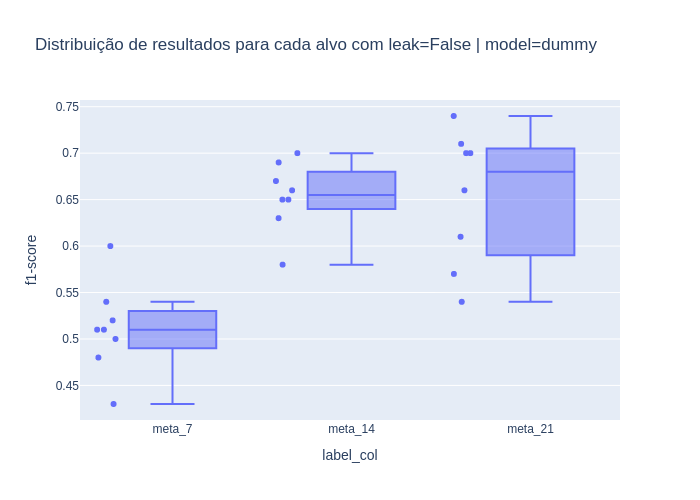 Distribuição de resultados para cada alvo com leak=False | model=dummy
0.75
0.7
0.65
0.6
0.55
0.5
0.45
f1-score
meta_7
meta_14
meta_21
label_col